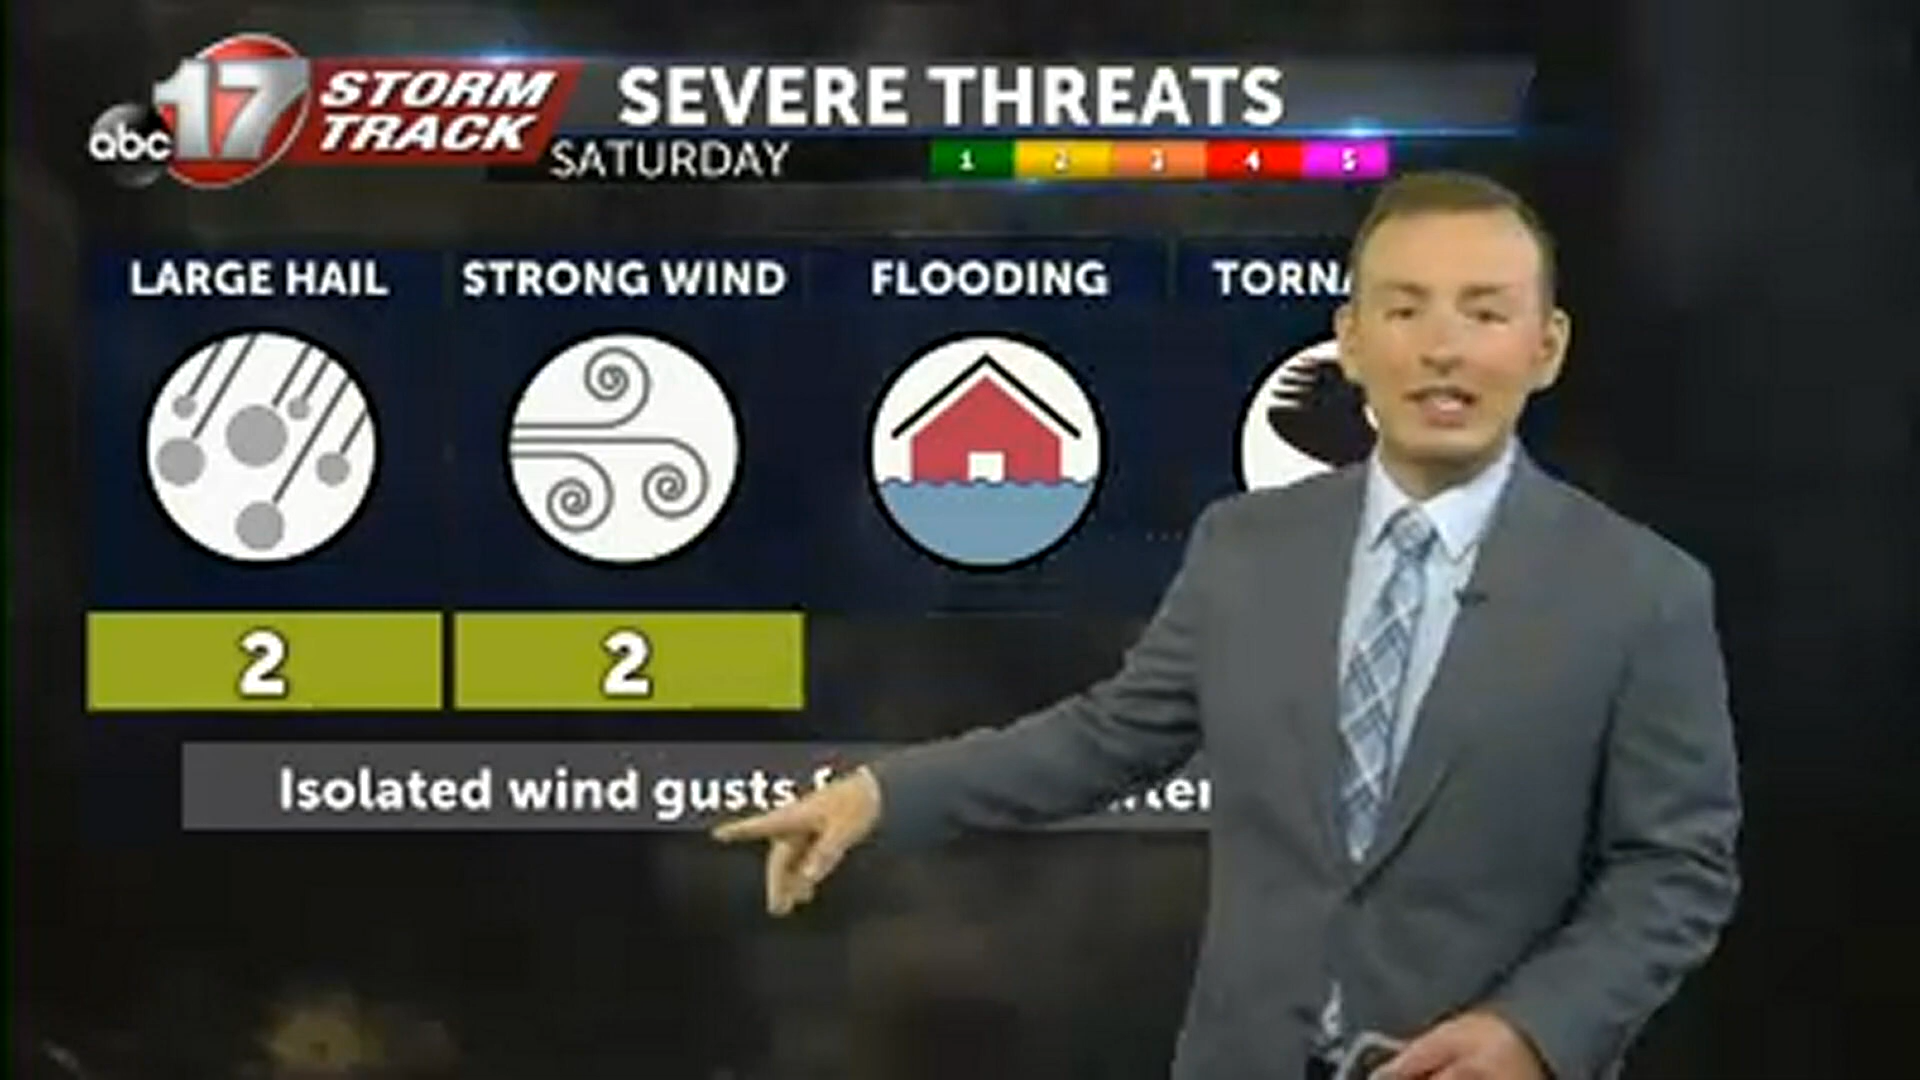 abc 17 STORM TRACK
SEVERE THREATS
SATURDAY
1 2 3 4 5
LARGE HAIL
STRONG WIND
FLOODING
TORNA
2
2
Isolated wind gusts